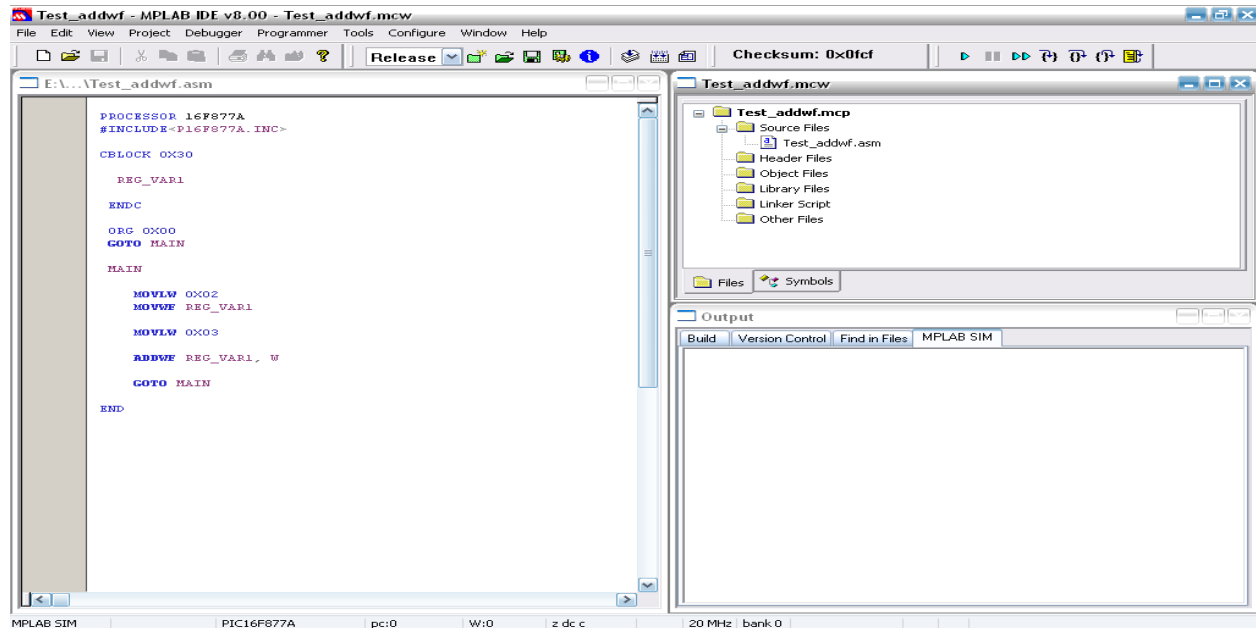 Test_addwf - MPLAB IDE v8.00 - Test_addwf.mcw
File Edit View Project Debugger Programmer Tools Configure Window Help
Release Checksum: 0x0fcf
E:\...\Test_addwf.asm
PROCESSOR 16F877A
#INCLUDE<P16F877A.INC>
CBLOCK 0X30
REG_VAR1
ENDC
ORG 0X00
GOTO MAIN
MAIN
MOVLW 0X02
MOVWF REG_VAR1
MOVLW 0X03
ADDWF REG_VAR1, W
GOTO MAIN
END
Test_addwf.mcw
Test_addwf.mcp
Source Files
Test_addwf.asm
Header Files
Object Files
Library Files
Linker Script
Other Files
Files Symbols
Output
Build Version Control Find in Files MPLAB SIM
MPLAB SIM PIC16F877A pc:0 W:0 z dc c 20 MHz bank 0